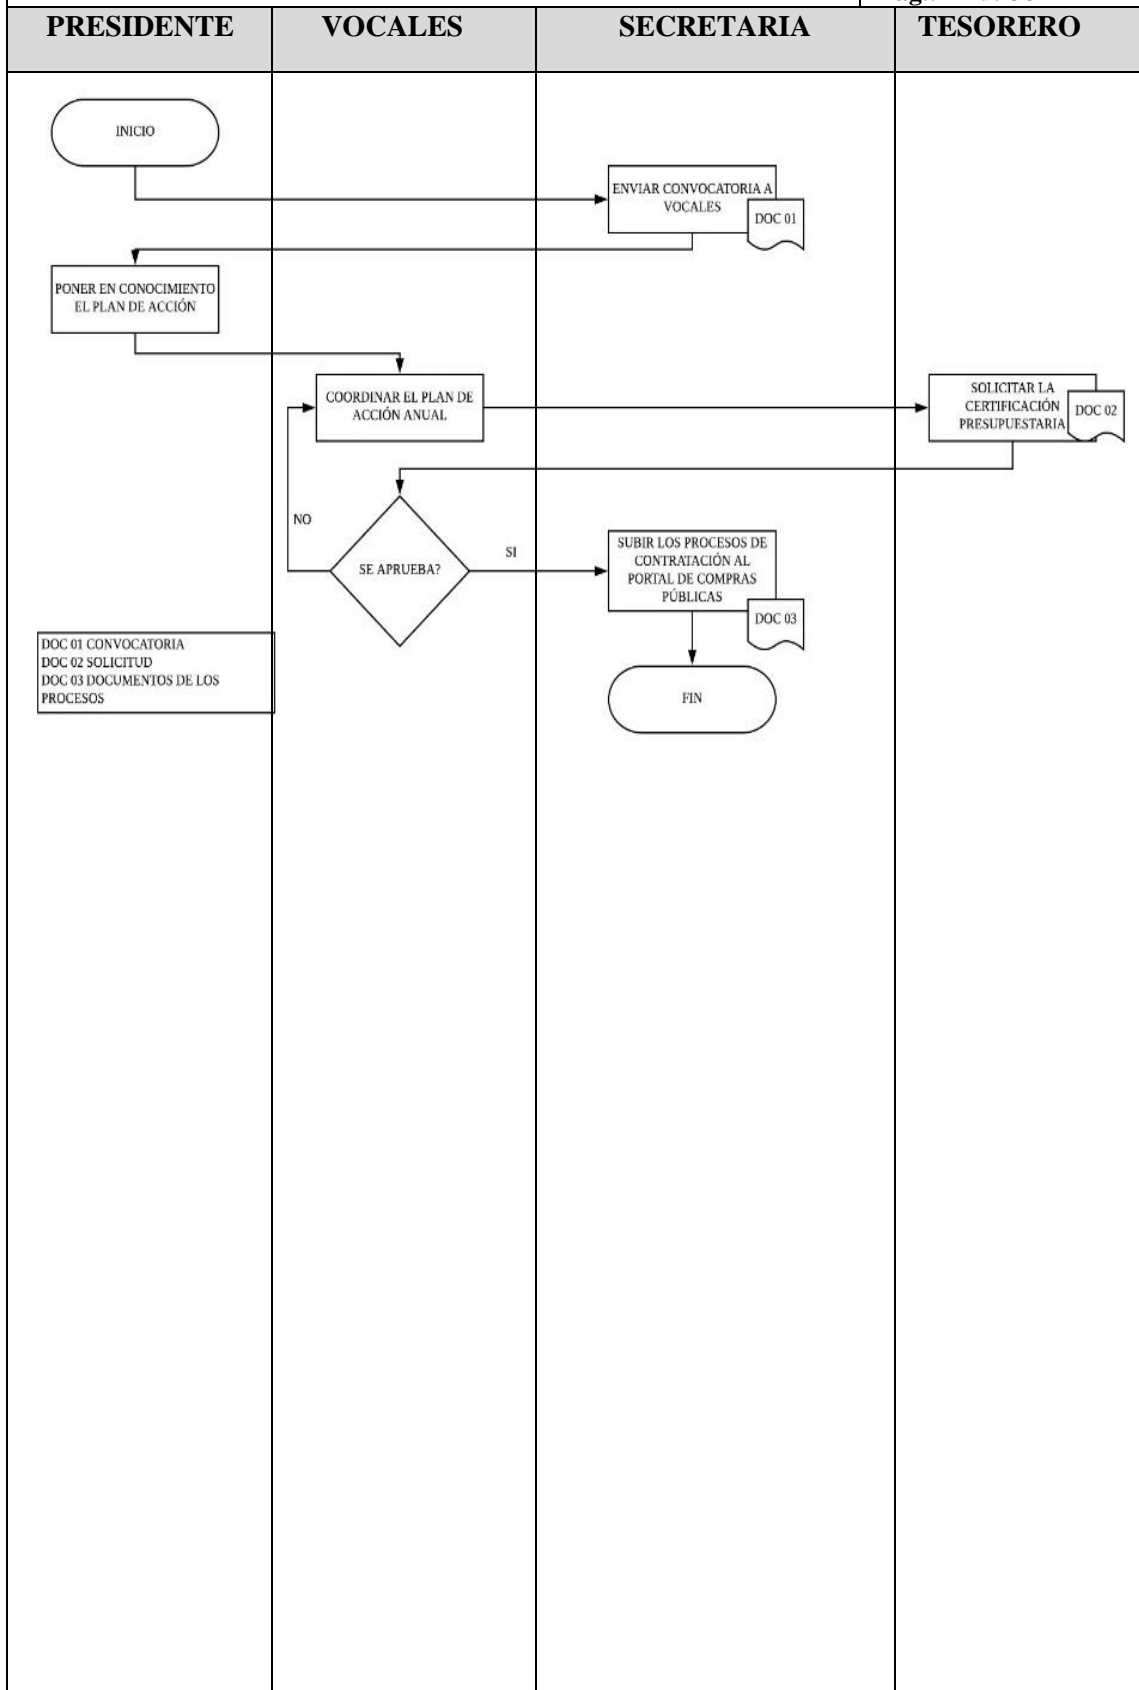 PRESIDENTE
VOCALES
SECRETARIA
TESORERO
INICIO
ENVIAR CONVOCATORIA A
VOCALES
DOC 01
PONER EN CONOCIMIENTO
EL PLAN DE ACCIÓN
COORDINAR EL PLAN DE
ACCIÓN ANUAL
SOLICITAR LA
CERTIFICACIÓN
PRESUPUESTARIA
DOC 02
NO
SE APRUEBA?
SI
SUBIR LOS PROCESOS DE
CONTRATACIÓN AL
PORTAL DE COMPRAS
PÚBLICAS
DOC 03
DOC 01 CONVOCATORIA
DOC 02 SOLICITUD
DOC 03 DOCUMENTOS DE LOS
PROCESOS
FIN